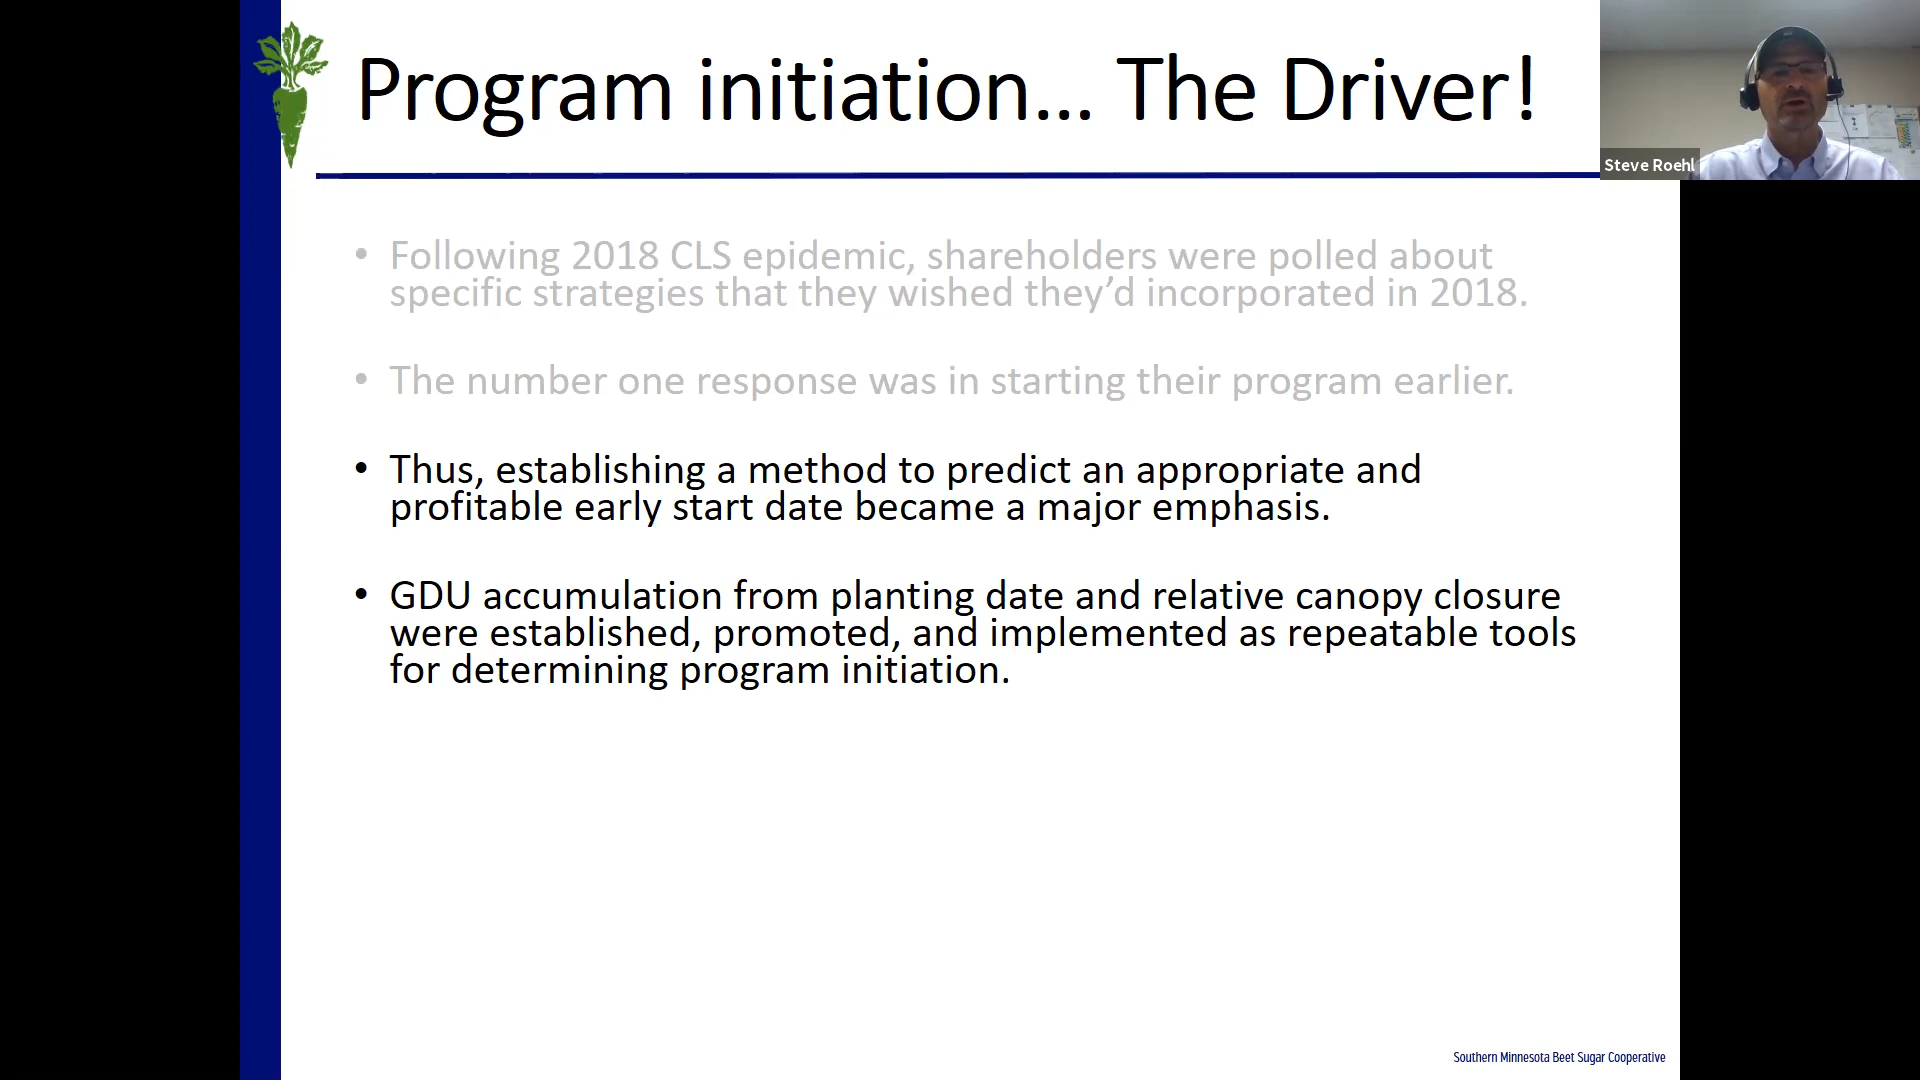 Program initiation... The Driver!
Steve Roehl
• Following 2018 CLS epidemic, shareholders were polled about
specific strategies that they wished they’d incorporated in 2018.
• The number one response was in starting their program earlier.
• Thus, establishing a method to predict an appropriate and
profitable early start date became a major emphasis.
• GDU accumulation from planting date and relative canopy closure
were established, promoted, and implemented as repeatable tools
for determining program initiation.
Southern Minnesota Beet Sugar Cooperative